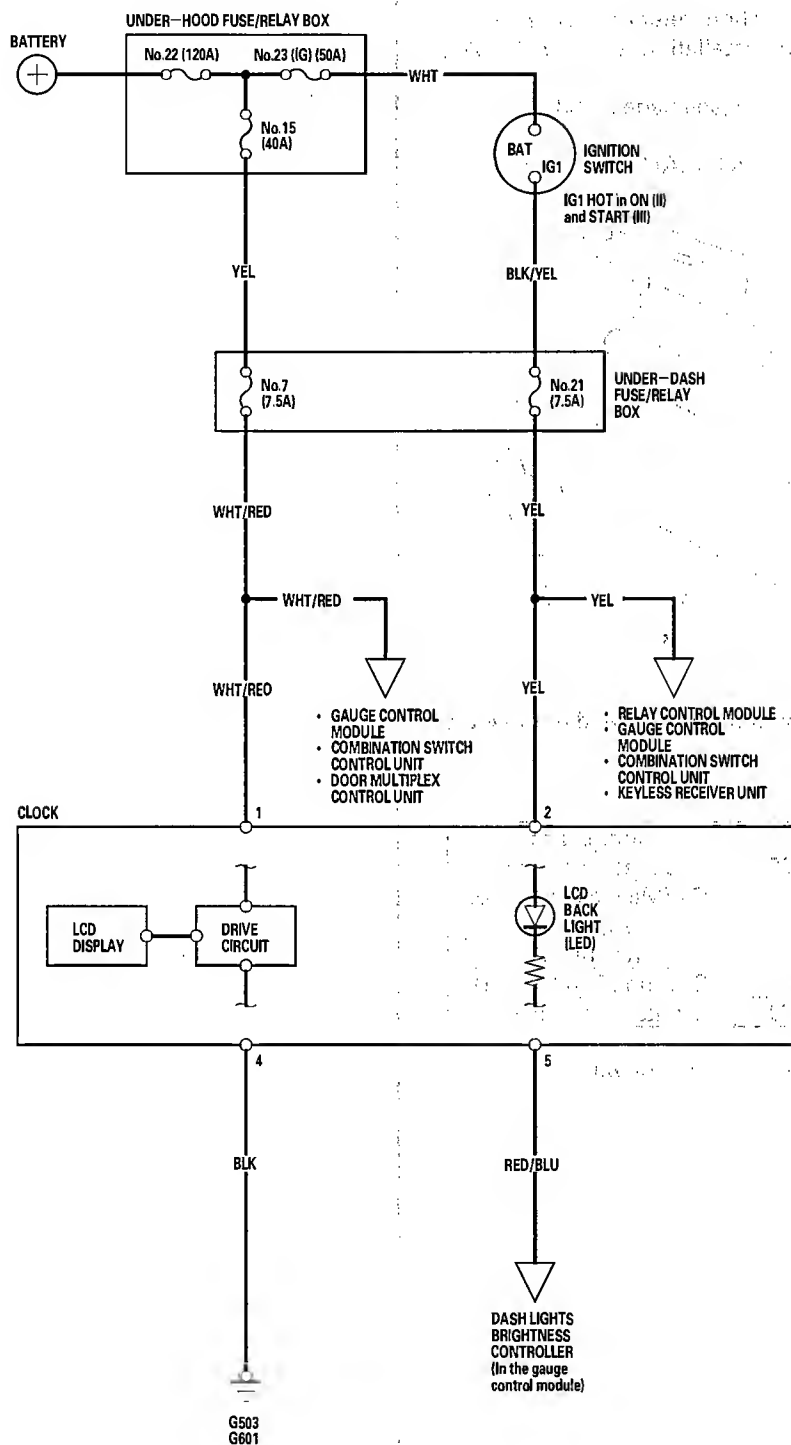 UNDER-HOOD FUSE/RELAY BOX
BATTERY
No.22 (120A)
No.23 (IG) (50A)
WHT
No.15
(40A)
BAT
IG1
IGNITION
SWITCH
IG1 HOT in ON (II)
and START (III)
YEL
BLK/YEL
No.7
(7.5A)
No.21
(7.5A)
UNDER-DASH
FUSE/RELAY
BOX
WHT/RED
YEL
WHT/RED
YEL
WHT/RED
YEL
• GAUGE CONTROL
MODULE
• COMBINATION SWITCH
CONTROL UNIT
• DOOR MULTIPLEX
CONTROL UNIT
• RELAY CONTROL MODULE
• GAUGE CONTROL
MODULE
• COMBINATION SWITCH
CONTROL UNIT
• KEYLESS RECEIVER UNIT
CLOCK
1
2
LCD
DISPLAY
DRIVE
CIRCUIT
LCD
BACK
LIGHT
(LED)
4
5
BLK
RED/BLU
DASH LIGHTS
BRIGHTNESS
CONTROLLER
(In the gauge
control module)
G503
G601